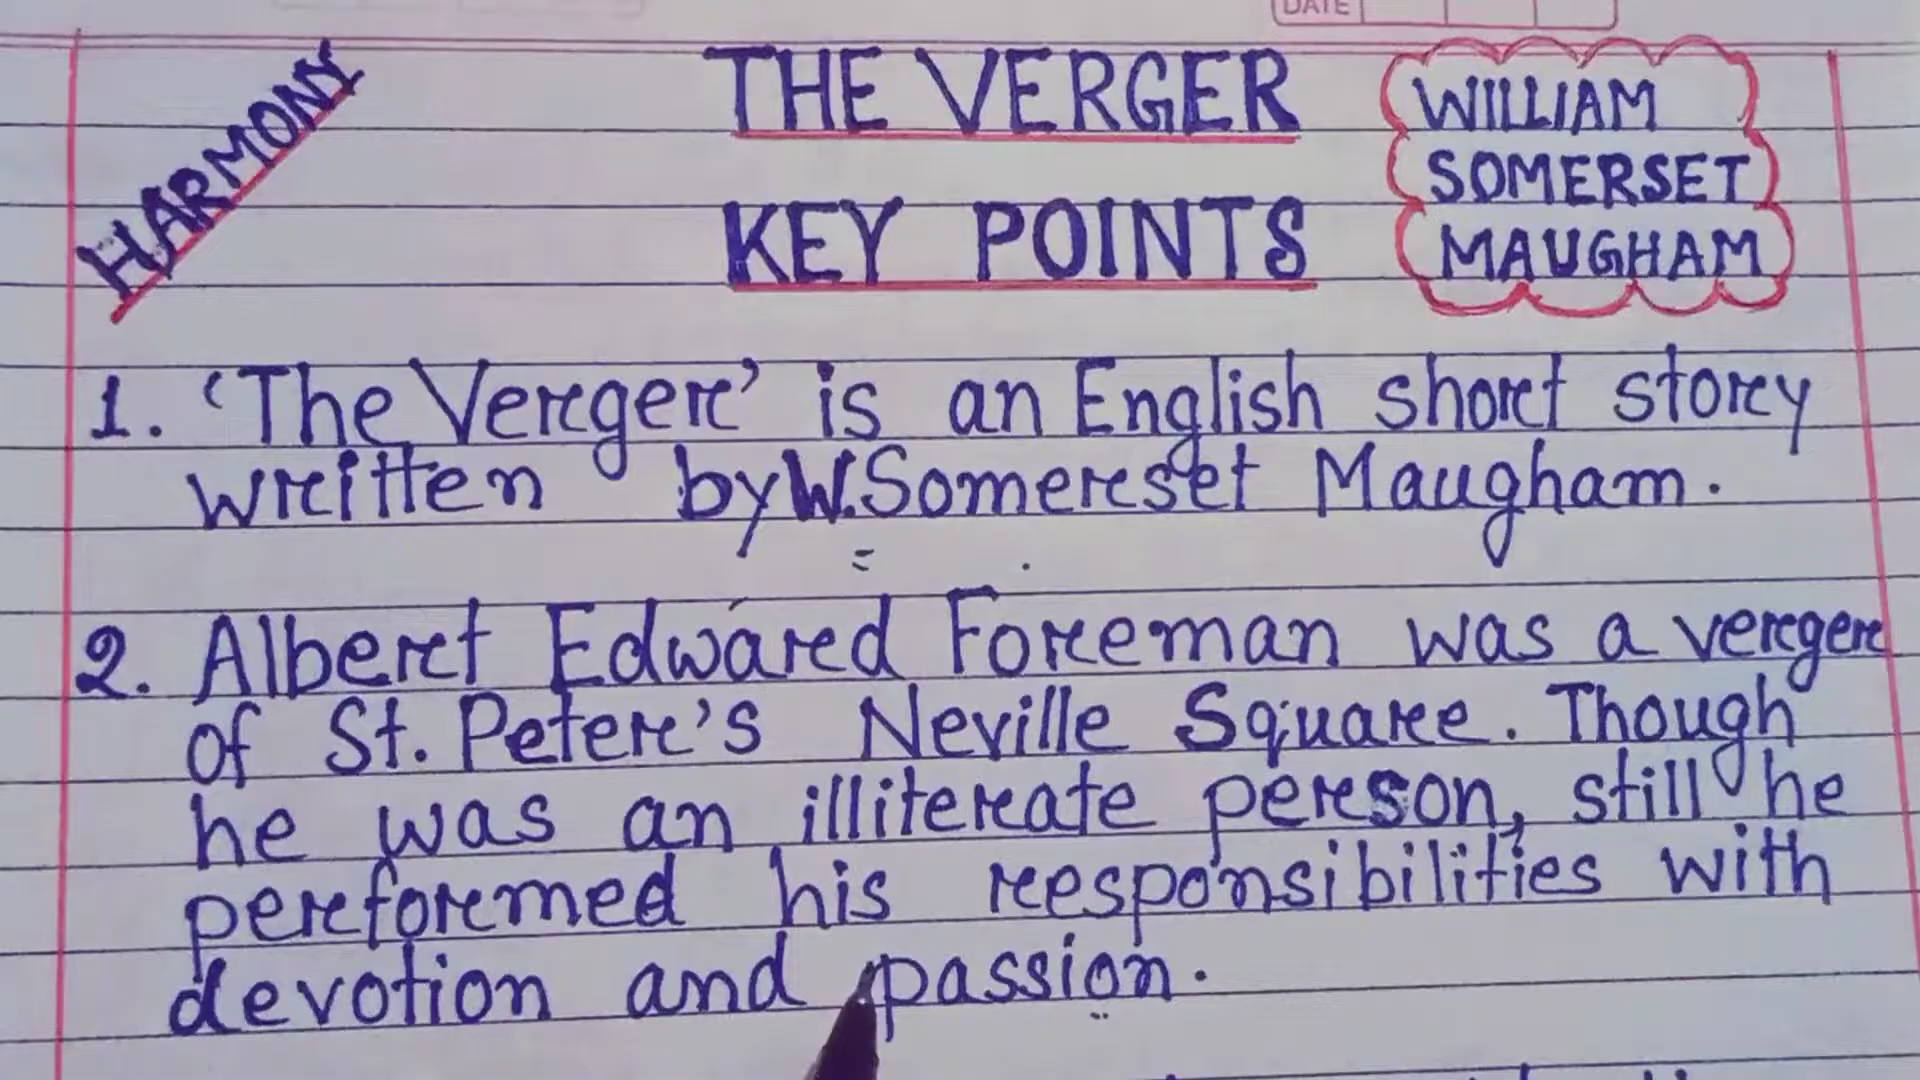 DATE
HARMONY
THE VERGER
KEY POINTS
WILLIAM
SOMERSET
MAUGHAM
1. ‘The Verger’ is an English short story
written by W. Somerset Maugham.
2. Albert Edward Foreman was a verger
of St. Peter's Neville Square. Though
he was an illiterate person, still he
performed his responsibilities with
devotion and passion.